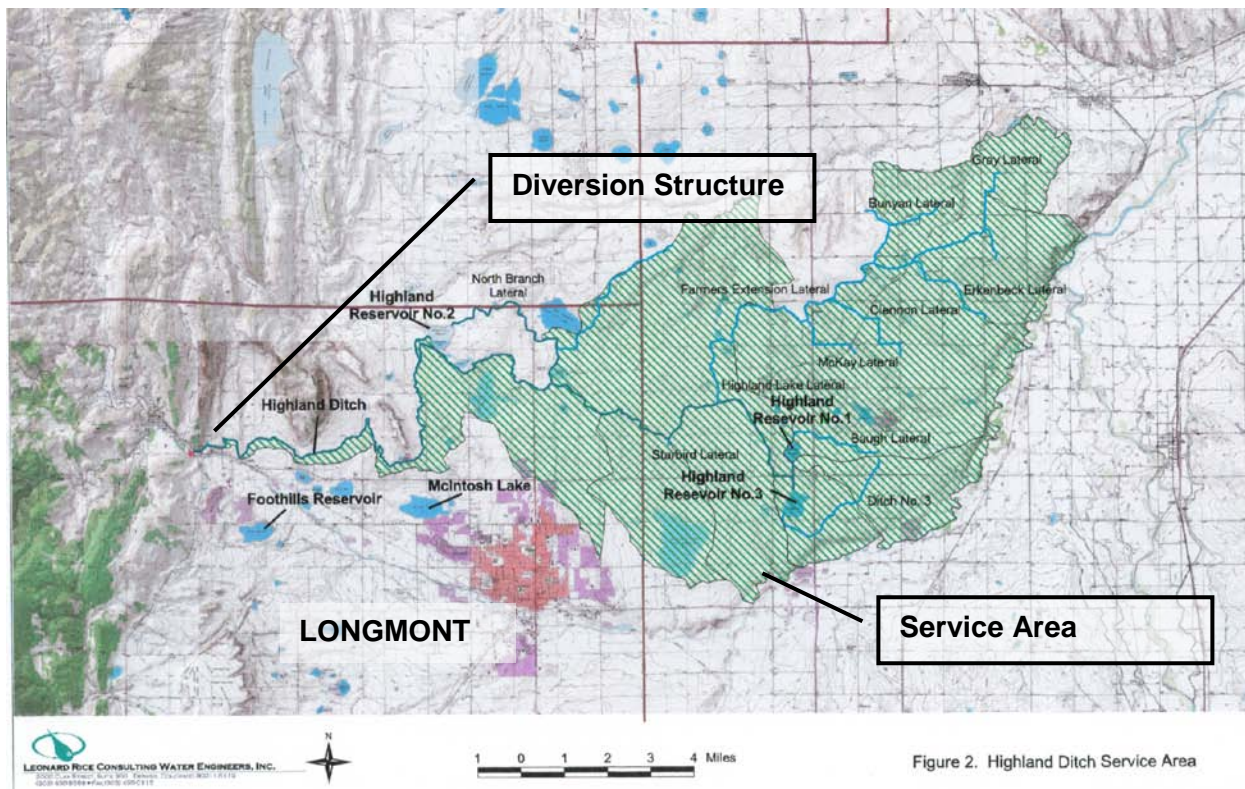 Diversion Structure
Gray Lateral
Bunyan Lateral
North Branch
Lateral
Highland
Reservoir No.2
Farmers Extension Lateral
Erkenbeck Lateral
Clennon Lateral
McKay Lateral
Highland Lake Lateral
Highland
Resevoir No.1
Highland Ditch
Starbird Lateral
Baugh Lateral
Highland
Resevoir No.3
Ditch No. 3
McIntosh Lake
Foothills Reservoir
LONGMONT
Service Area
LEONARD RICE CONSULTING WATER ENGINEERS, INC.
N
1 0 1 2 3 4 Miles
Figure 2. Highland Ditch Service Area